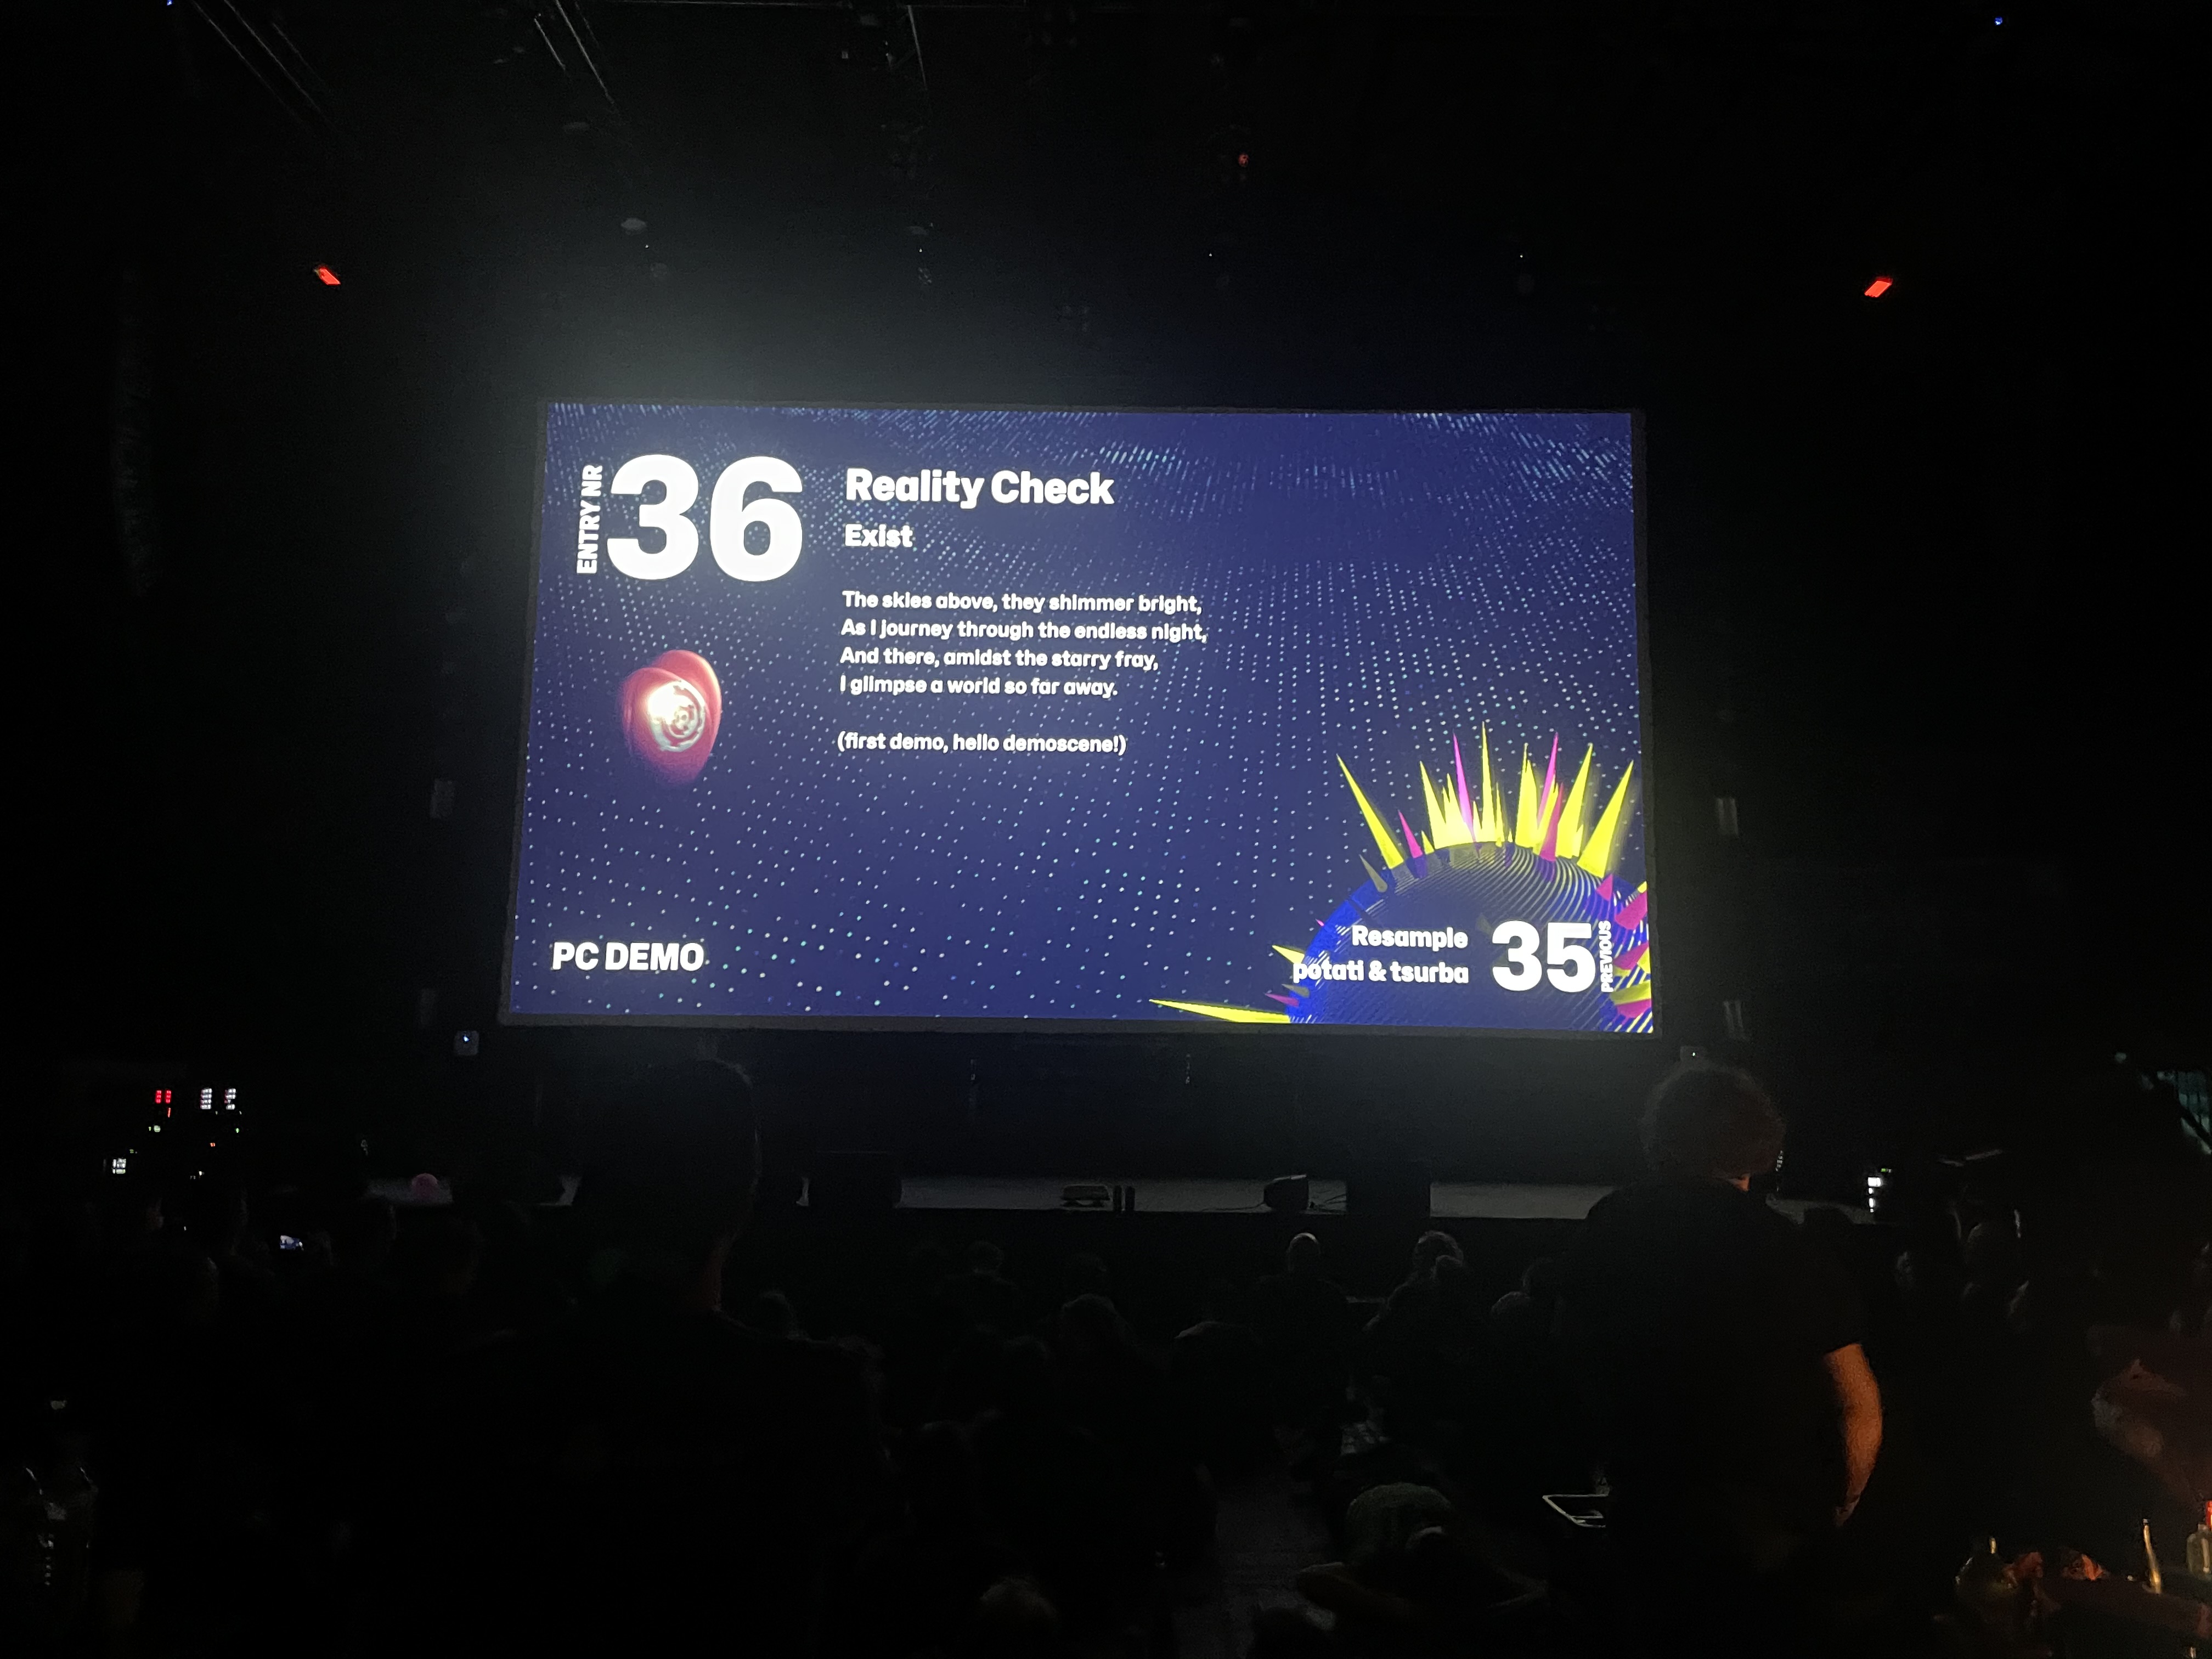 ENTRY NR
36
Reality Check
Exist
The skies above, they shimmer bright,
As I journey through the endless night,
And there, amidst the starry fray,
I glimpse a world so far away.
(first demo, hello demoscene!)
PC DEMO
Resample
potati & tsurba
35
PREVIOUS